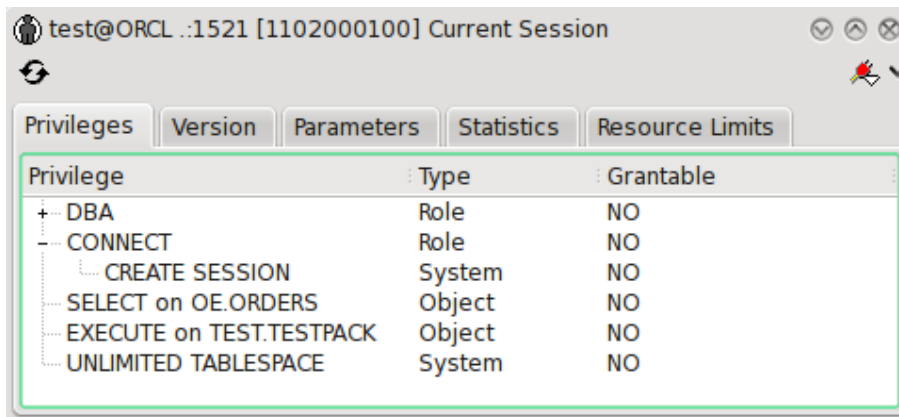 test@ORCL .:1521 [1102000100] Current Session
Privileges Version Parameters Statistics Resource Limits
Privilege Type Grantable
DBA Role NO
CONNECT Role NO
CREATE SESSION System NO
SELECT on OE.ORDERS Object NO
EXECUTE on TEST.TESTPACK Object NO
UNLIMITED TABLESPACE System NO